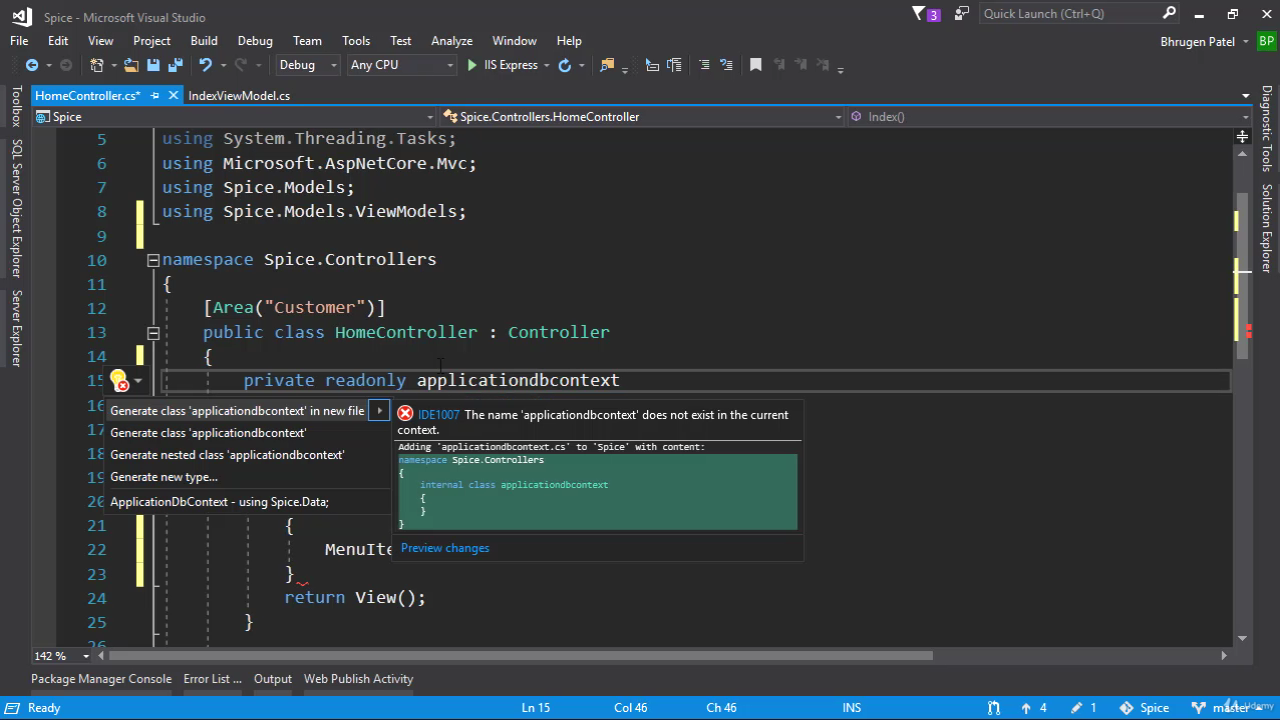 Spice - Microsoft Visual Studio
3
Quick Launch (Ctrl+Q)
File Edit View Project Build Debug Team Tools Test Analyze Window Help
Bhrugen Patel BP
Debug Any CPU IIS Express
HomeController.cs* IndexViewModel.cs
Spice Spice.Controllers.HomeController Index()
Toolbox
SQL Server Object Explorer
Server Explorer
Diagnostic Tools
Solution Explorer
5 using System.Threading.Tasks;
6 using Microsoft.AspNetCore.Mvc;
7 using Spice.Models;
8 using Spice.Models.ViewModels;
9
10 namespace Spice.Controllers
11 {
12 [Area("Customer")]
13 public class HomeController : Controller
14 {
15 private readonly applicationdbcontext
16
17
18
19
20
21 {
22 MenuIte
23 }
24 return View();
25 }
26
Generate class 'applicationdbcontext' in new file
Generate class 'applicationdbcontext'
Generate nested class 'applicationdbcontext'
Generate new type...
ApplicationDbContext - using Spice.Data;
IDE1007 The name 'applicationdbcontext' does not exist in the current
context.
Adding 'applicationdbcontext.cs' to 'Spice' with content:
namespace Spice.Controllers
{
internal class applicationdbcontext
{
}
}
Preview changes
142 %
Package Manager Console Error List ... Output Web Publish Activity
Ready Ln 15 Col 46 Ch 46 INS 4 1 Spice master
Udemy